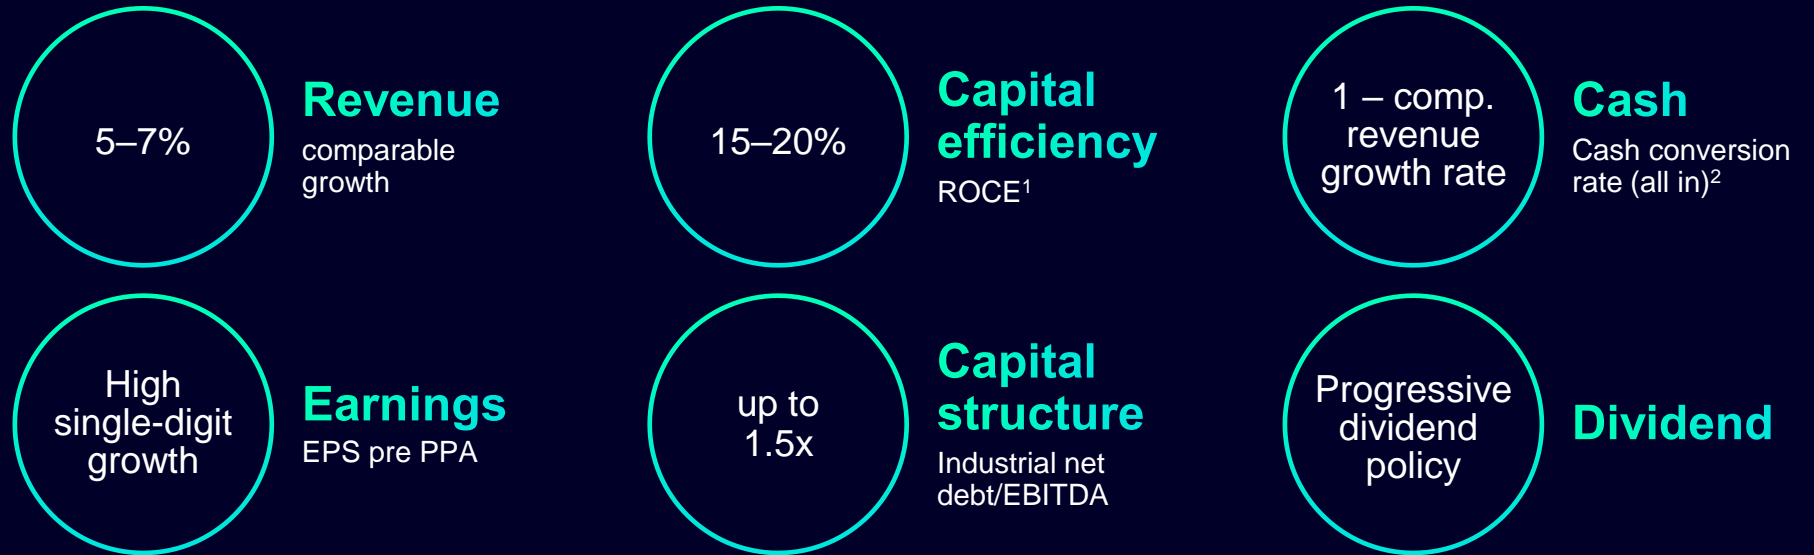 5–7%
Revenue
comparable
growth
15–20%
Capital
efficiency
ROCE1
1 – comp.
revenue
growth rate
Cash
Cash conversion
rate (all in)2
High
single-digit
growth
Earnings
EPS pre PPA
up to
1.5x
Capital
structure
Industrial net
debt/EBITDA
Progressive
dividend
policy
Dividend